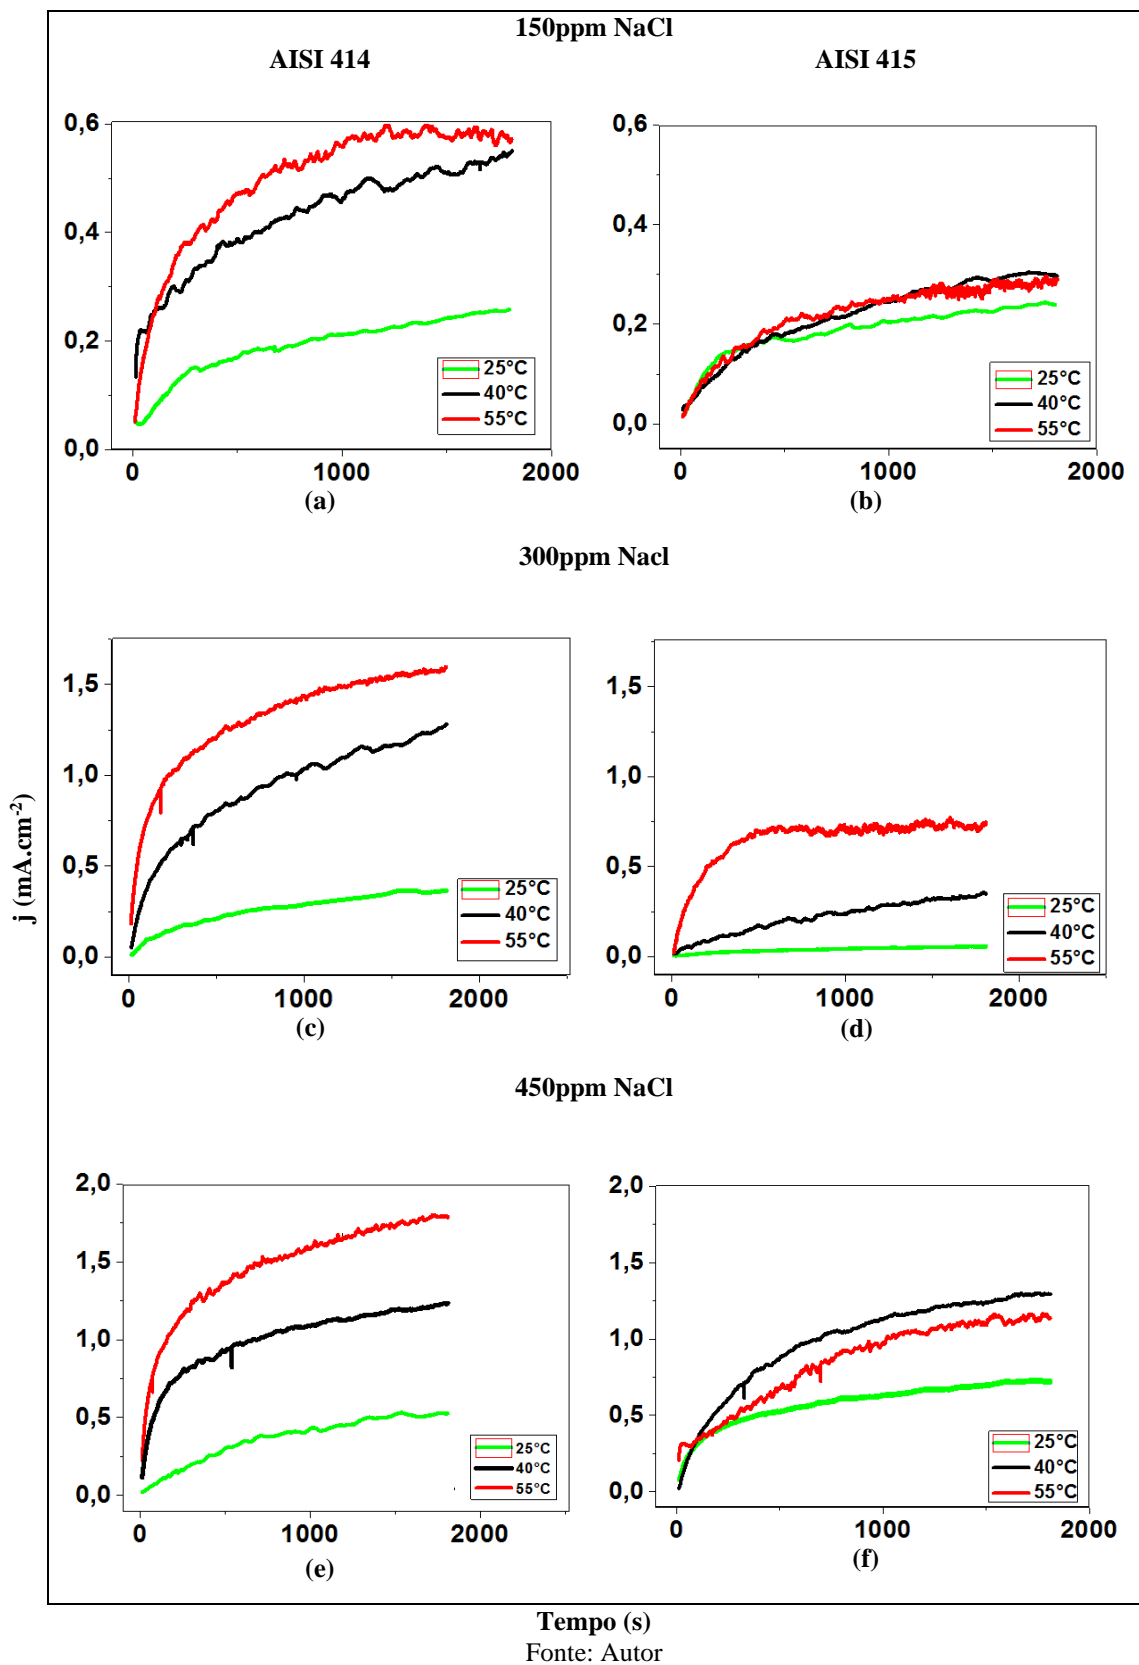 150ppm NaCl
AISI 414 AISI 415
0,6
0,4
0,2
0,0
0 1000 2000
25°C
40°C
55°C
(a)
0,6
0,4
0,2
0,0
0 1000 2000
25°C
40°C
55°C
(b)
300ppm Nacl
j (mA.cm-2)
1,5
1,0
0,5
0,0
0 1000 2000
25°C
40°C
55°C
(c)
1,5
1,0
0,5
0,0
0 1000 2000
25°C
40°C
55°C
(d)
450ppm NaCl
2,0
1,5
1,0
0,5
0,0
0 1000 2000
25°C
40°C
55°C
(e)
2,0
1,5
1,0
0,5
0,0
0 1000 2000
25°C
40°C
55°C
(f)
Tempo (s)
Fonte: Autor